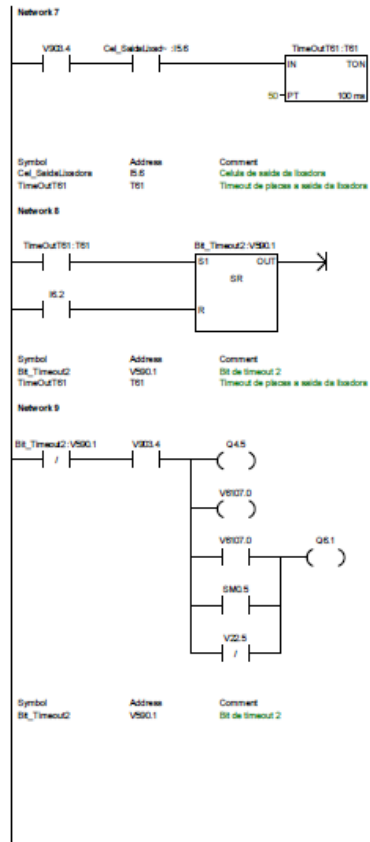 Network 7
V903.4 Cel_SaidaLixad~:I5.6 TimeOutT61:T61
IN TON
50 PT 100 ms
Symbol Address Comment
Cel_SaidaLixadora I5.6 Celula de saida da lixadora
TimeOutT61 T61 Timeout de placas a saida da lixadora
Network 8
TimeOutT61:T61 Bit_Timeout2:V590.1
S1 OUT
SR
I6.2
R
Symbol Address Comment
Bit_Timeout2 V590.1 Bit de timeout 2
TimeOutT61 T61 Timeout de placas a saida da lixadora
Network 9
Bit_Timeout2:V590.1 V903.4 Q4.5
/
V6107.0
V6107.0 Q6.1
SM0.5
V22.5
/
Symbol Address Comment
Bit_Timeout2 V590.1 Bit de timeout 2